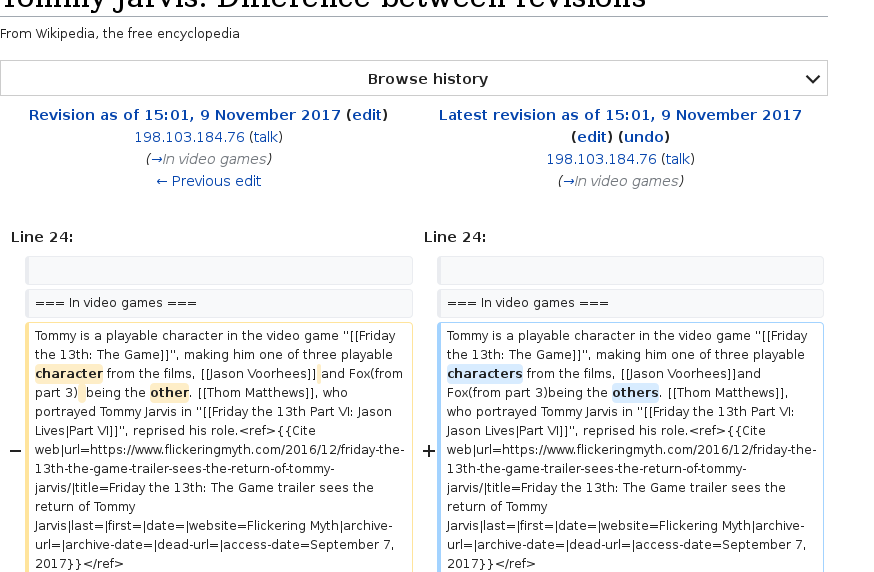 Tommy Jarvis: Difference between revisions
From Wikipedia, the free encyclopedia
Browse history
Revision as of 15:01, 9 November 2017 (edit)
198.103.184.76 (talk)
(→In video games)
← Previous edit
Latest revision as of 15:01, 9 November 2017
(edit) (undo)
198.103.184.76 (talk)
(→In video games)
Line 24:
=== In video games ===
Tommy is a playable character in the video game "[[Friday
the 13th: The Game]]", making him one of three playable
character from the films, [[Jason Voorhees]] and Fox(from
part 3) being the other. [[Thom Matthews]], who
portrayed Tommy Jarvis in "[[Friday the 13th Part VI: Jason
Lives|Part VI]]", reprised his role.<ref>{{Cite
− web|url=https://www.flickeringmyth.com/2016/12/friday-the-
13th-the-game-trailer-sees-the-return-of-tommy-
jarvis/|title=Friday the 13th: The Game trailer sees the
return of Tommy
Jarvis|last=|first=|date=|website=Flickering Myth|archive-
url=|archive-date=|dead-url=|access-date=September 7,
2017}}</ref>
Line 24:
=== In video games ===
Tommy is a playable character in the video game "[[Friday
the 13th: The Game]]", making him one of three playable
characters from the films, [[Jason Voorhees]]and
Fox(from part 3)being the others. [[Thom Matthews]],
who portrayed Tommy Jarvis in "[[Friday the 13th Part VI:
Jason Lives|Part VI]]", reprised his role.<ref>{{Cite
+ web|url=https://www.flickeringmyth.com/2016/12/friday-the-
13th-the-game-trailer-sees-the-return-of-tommy-
jarvis/|title=Friday the 13th: The Game trailer sees the
return of Tommy
Jarvis|last=|first=|date=|website=Flickering Myth|archive-
url=|archive-date=|dead-url=|access-date=September 7,
2017}}</ref>